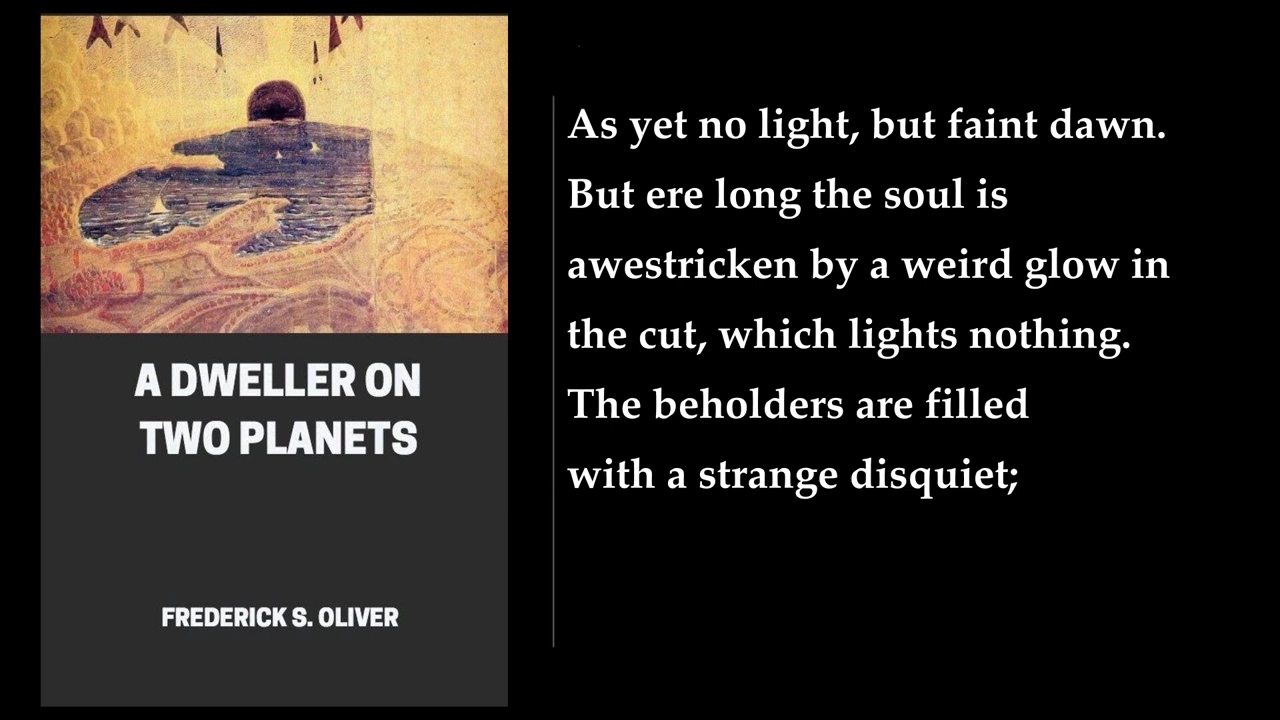 A DWELLER ON
TWO PLANETS
FREDERICK S. OLIVER
As yet no light, but faint dawn.
But ere long the soul is
awestricken by a weird glow in
the cut, which lights nothing.
The beholders are filled
with a strange disquiet;